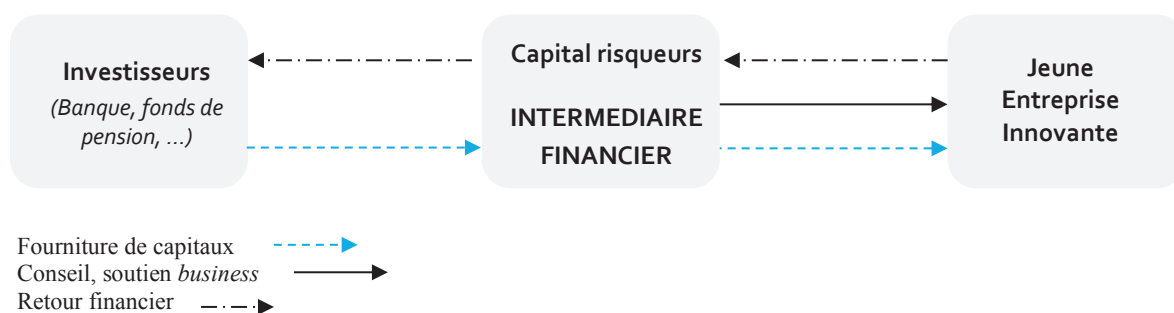 Investisseurs
(Banque, fonds de
pension, ...)
Capital risqueurs
INTERMEDIAIRE
FINANCIER
Jeune
Entreprise
Innovante
Fourniture de capitaux
Conseil, soutien business
Retour financier